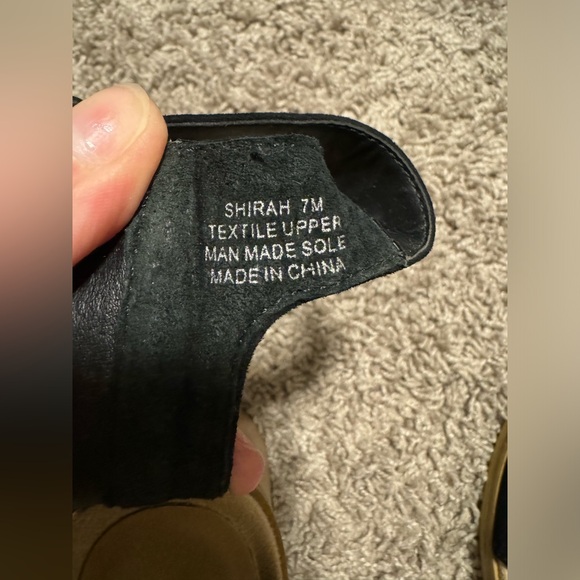 SHIRAH 7M
TEXTILE UPPER
MAN MADE SOLE
MADE IN CHINA